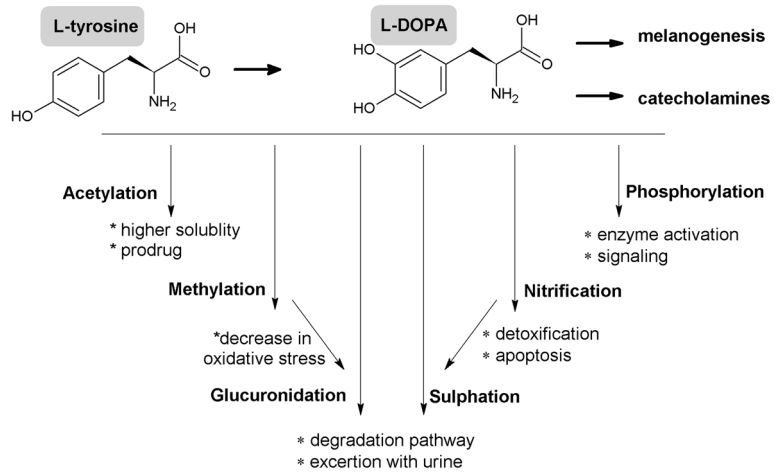 L-tyrosine
L-DOPA
OH
O
NH2
HO
OH
O
NH2
HO
HO
melanogenesis
catecholamines
Acetylation
* higher solublity
* prodrug
Phosphorylation
* enzyme activation
* signaling
Methylation
*decrease in
oxidative stress
Nitrification
* detoxification
* apoptosis
Glucuronidation
Sulphation
* degradation pathway
* excertion with urine